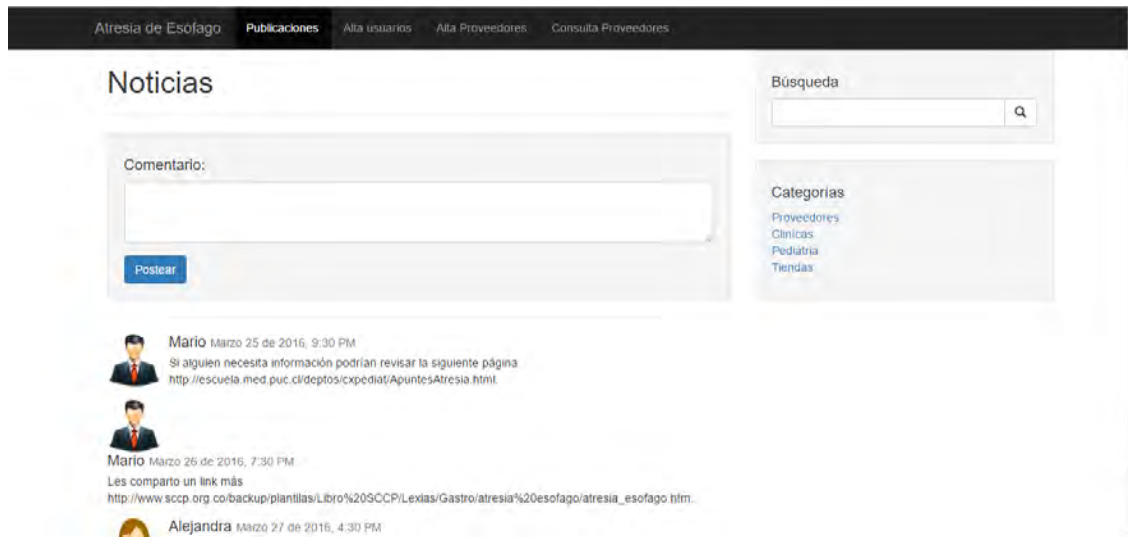 Atresia de Esófago Publicaciones Alta usuarios Alta Proveedores Consulta Proveedores
Noticias
Comentario:
Postear
Mario Marzo 25 de 2016, 9:30 PM
Si alguien necesita información podrían revisar la siguiente página
http://escuela.med.puc.cl/deptos/cxpediat/ApuntesAtresia.html.
Mario Marzo 26 de 2016, 7:30 PM
Les comparto un link más
http://www.sccp.org.co/backup/plantilas/Libro%20SCCP/Lexias/Gastro/atresia%20esofago/atresia_esofago.htm.
Alejandra Marzo 27 de 2016, 4:30 PM
Búsqueda
Categorías
Proveedores
Clinicas
Pediatria
Tiendas